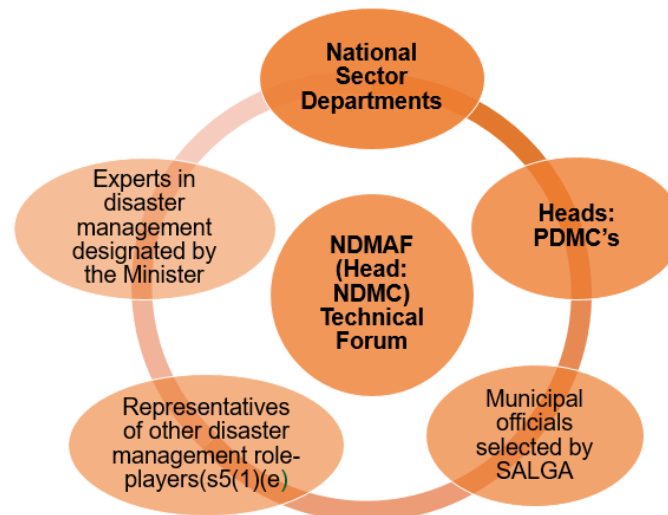 National
Sector
Departments
Experts in
disaster
management
designated by
the Minister
Heads:
PDMC's
NDMAF
(Head:
NDMC)
Technical
Forum
Representatives
of other disaster
management role-
players(s5(1)(e)
Municipal
officials
selected by
SALGA